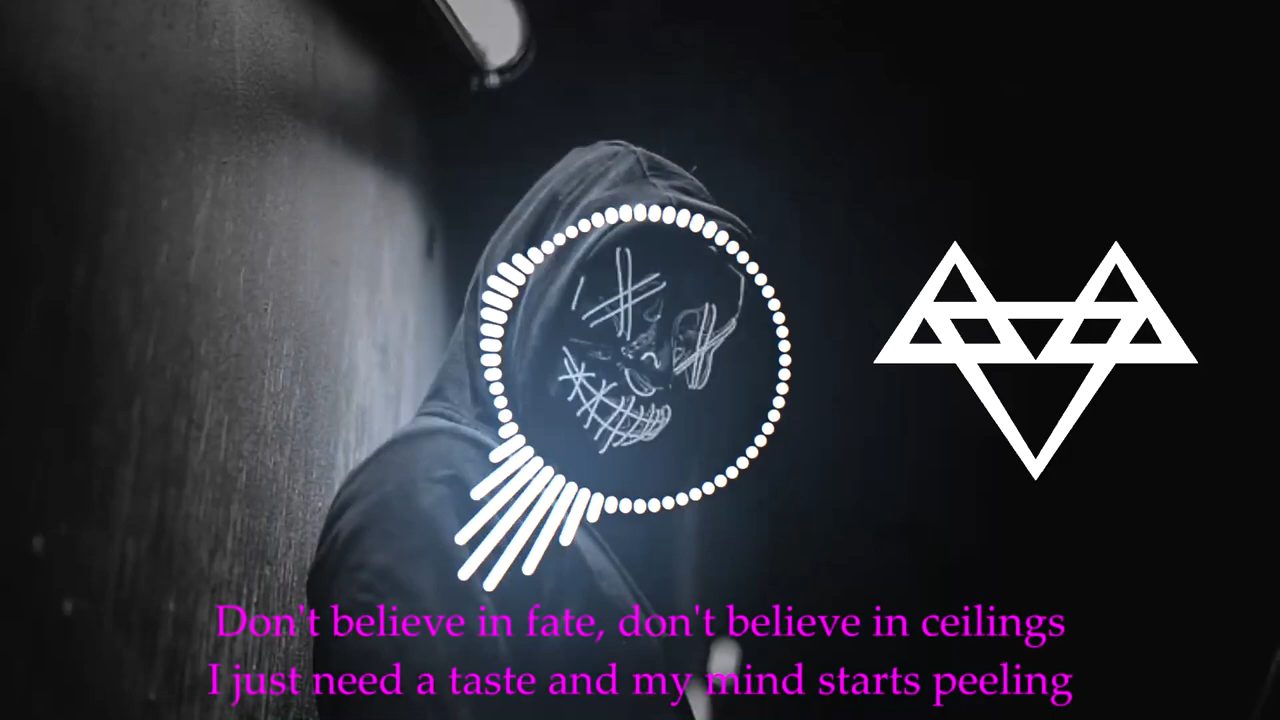 Don't believe in fate, don't believe in ceilings
I just need a taste and my mind starts peeling